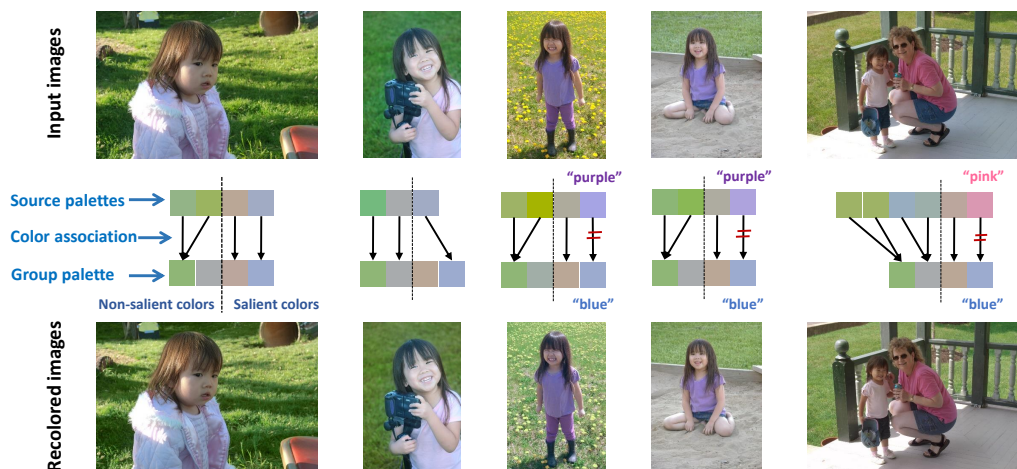 Input images
"purple"
"purple"
"pink"
Source palettes
Color association
Group palette
Non-salient colors
Salient colors
"blue"
"blue"
"blue"
Recolored images